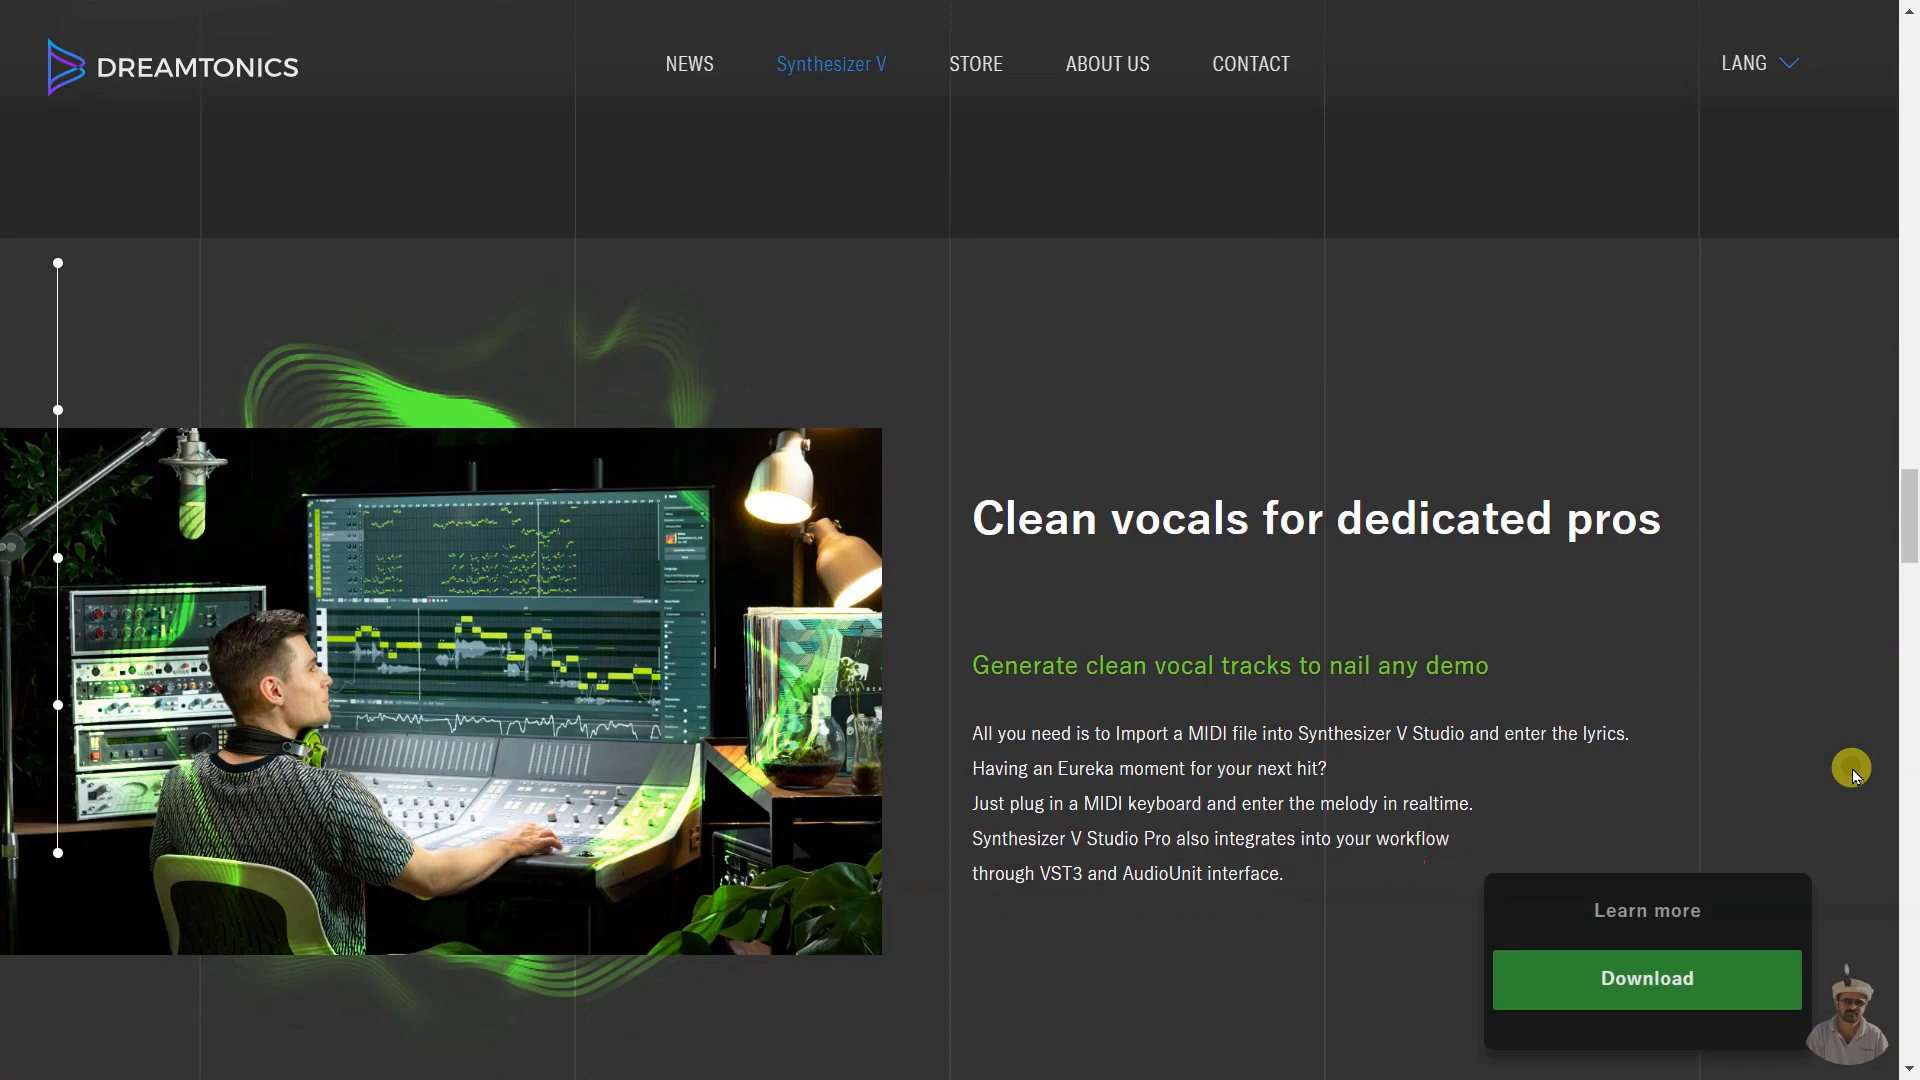 DREAMTONICS
NEWS
Synthesizer V
STORE
ABOUT US
CONTACT
LANG
Clean vocals for dedicated pros
Generate clean vocal tracks to nail any demo
All you need is to Import a MIDI file into Synthesizer V Studio and enter the lyrics.
Having an Eureka moment for your next hit?
Just plug in a MIDI keyboard and enter the melody in realtime.
Synthesizer V Studio Pro also integrates into your workflow
through VST3 and AudioUnit interface.
Learn more
Download